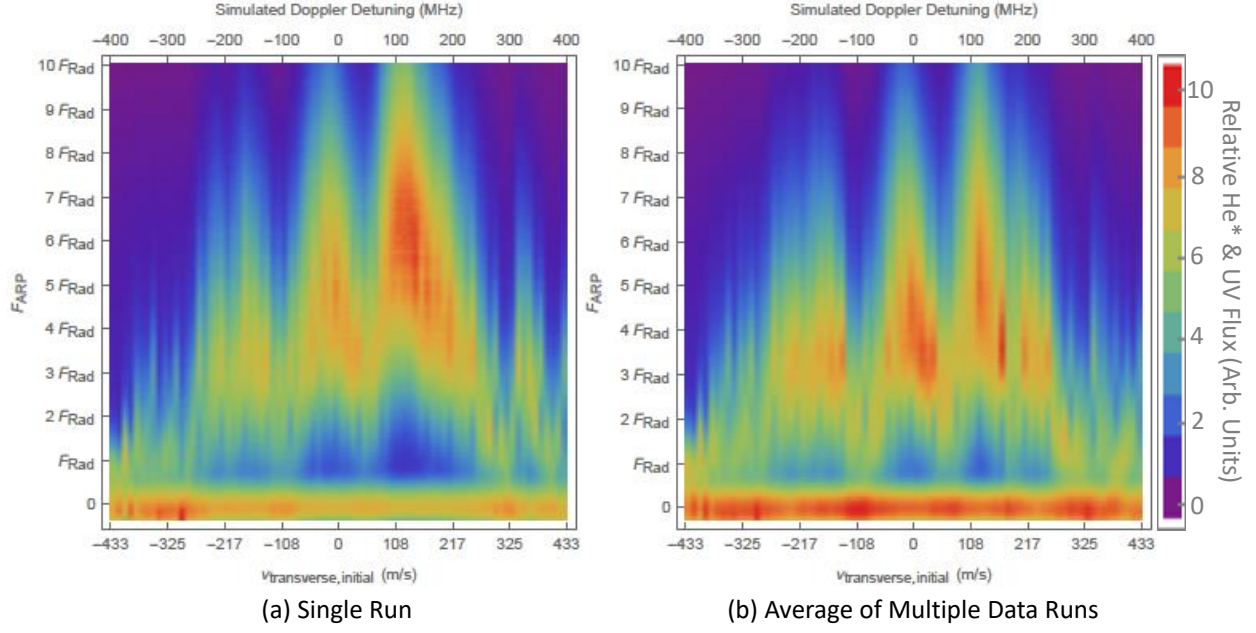 Simulated Doppler Detuning (MHz)
−400 −300 −200 −100 0 100 200 300 400
10 FRad
9 FRad
8 FRad
7 FRad
6 FRad
5 FRad
4 FRad
3 FRad
2 FRad
FRad
0
FARP
−433 −325 −217 −108 0 108 217 325 433
vtransverse, initial (m/s)
(a) Single Run
Simulated Doppler Detuning (MHz)
−400 −300 −200 −100 0 100 200 300 400
10 FRad
9 FRad
8 FRad
7 FRad
6 FRad
5 FRad
4 FRad
3 FRad
2 FRad
FRad
0
FARP
−433 −325 −217 −108 0 108 217 325 433
vtransverse, initial (m/s)
(b) Average of Multiple Data Runs
10
8
6
4
2
0
Relative He* & UV Flux (Arb. Units)